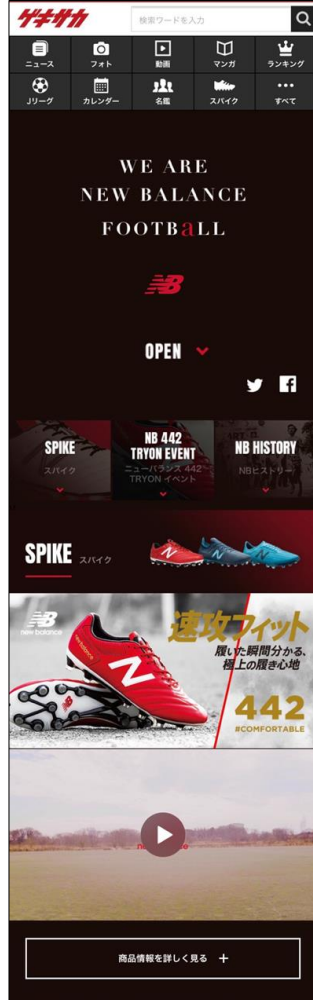 ゲキサカ
検索ワードを入力
ニュース
フォト
動画
マンガ
ランキング
Jリーグ
カレンダー
名鑑
スパイク
すべて
WE ARE
NEW BALANCE
FOOTBaLL
NB
OPEN
SPIKE
スパイク
NB 442
TRYON EVENT
ニューバランス 442
TRYON イベント
NB HISTORY
NBヒストリー
SPIKE スパイク
new balance
速攻フィット
履いた瞬間分かる、
極上の履き心地
442
#COMFORTABLE
商品情報を詳しく見る +